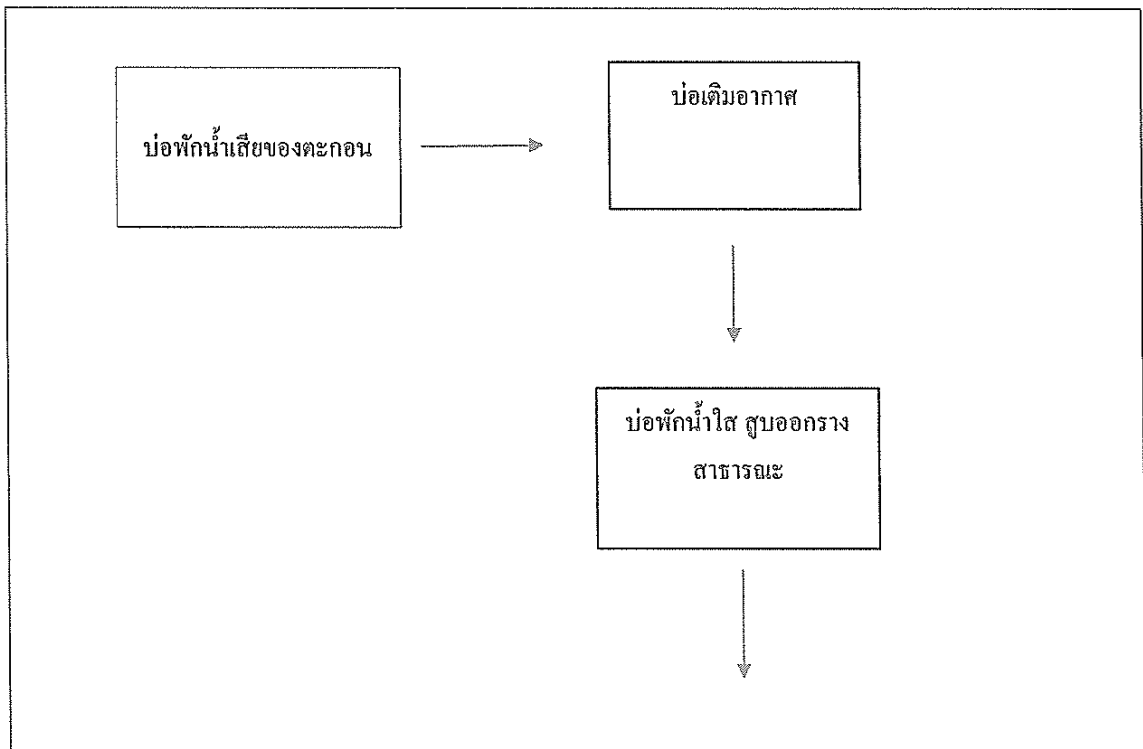 บ่อพักน้ำเสียของตะกอน
บ่อเติมอากาศ
บ่อพักน้ำใส สูบออกราง
สาธารณะ